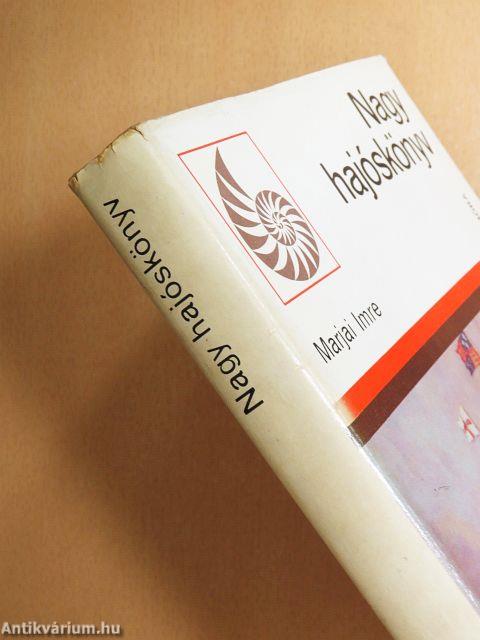 Nagy
hajóskönyv
Marjai Imre
Nagy hajóskönyv
Antikvárium.hu